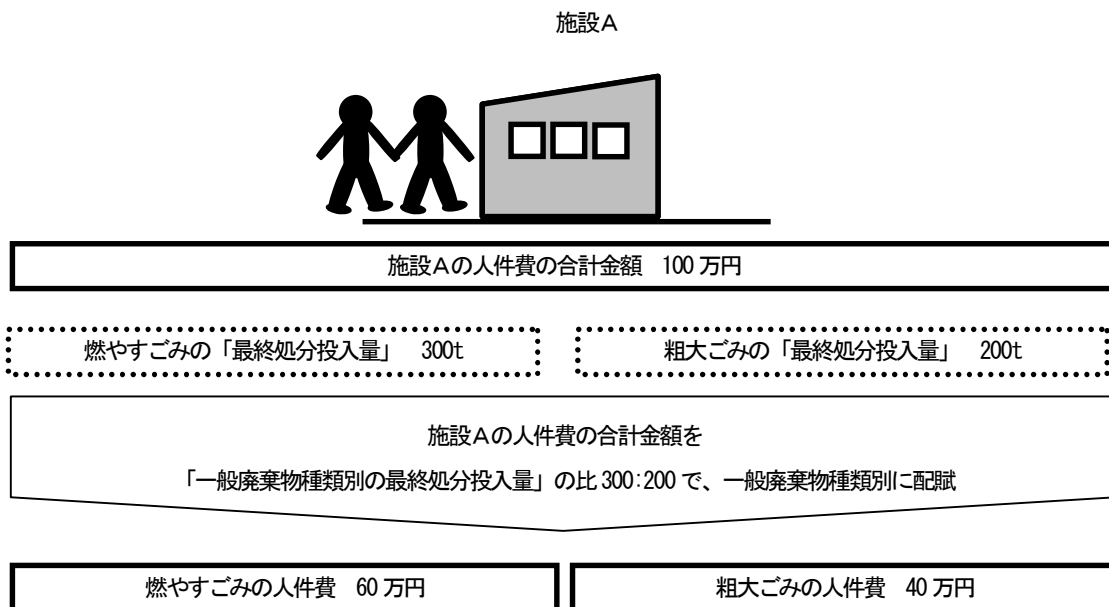 施設A
施設Aの人件費の合計金額 100万円
燃やすごみの「最終処分投入量」 300t
粗大ごみの「最終処分投入量」 200t
施設Aの人件費の合計金額を
「一般廃棄物種類別の最終処分投入量」の比300:200で、一般廃棄物種類別に配賦
燃やすごみの人件費 60万円
粗大ごみの人件費 40万円